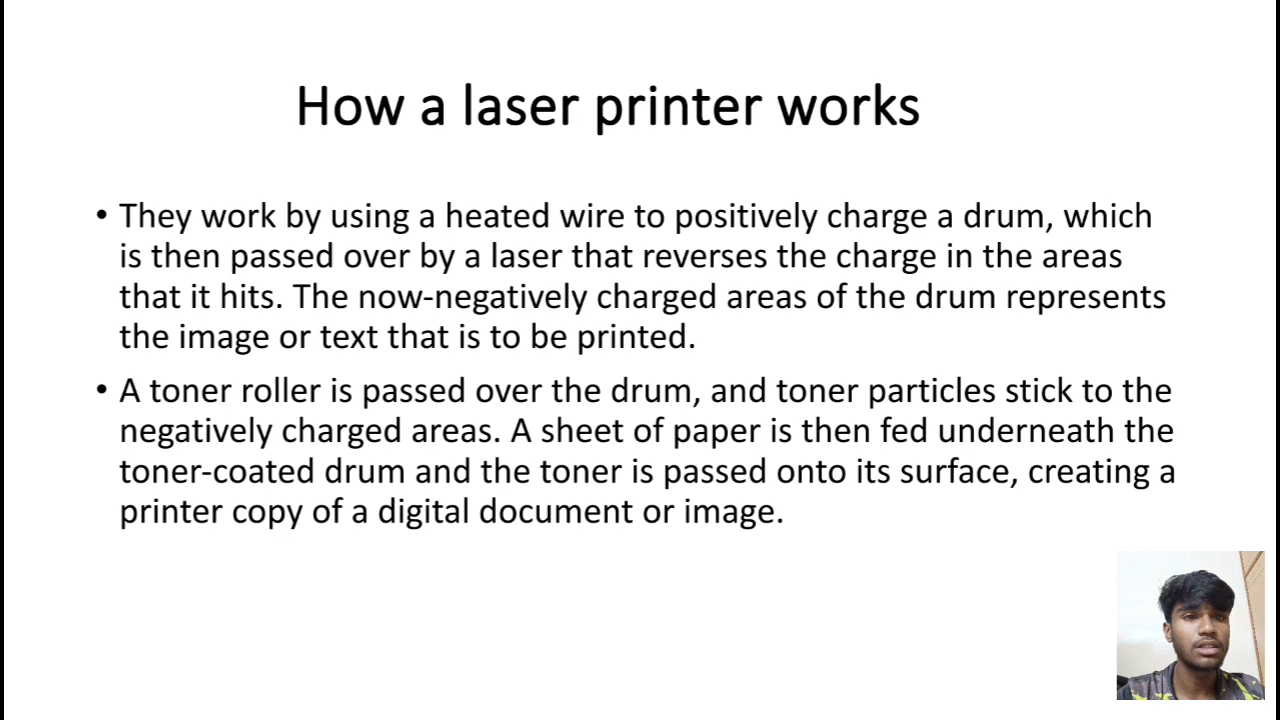 How a laser printer works
• They work by using a heated wire to positively charge a drum, which
is then passed over by a laser that reverses the charge in the areas
that it hits. The now-negatively charged areas of the drum represents
the image or text that is to be printed.
• A toner roller is passed over the drum, and toner particles stick to the
negatively charged areas. A sheet of paper is then fed underneath the
toner-coated drum and the toner is passed onto its surface, creating a
printer copy of a digital document or image.